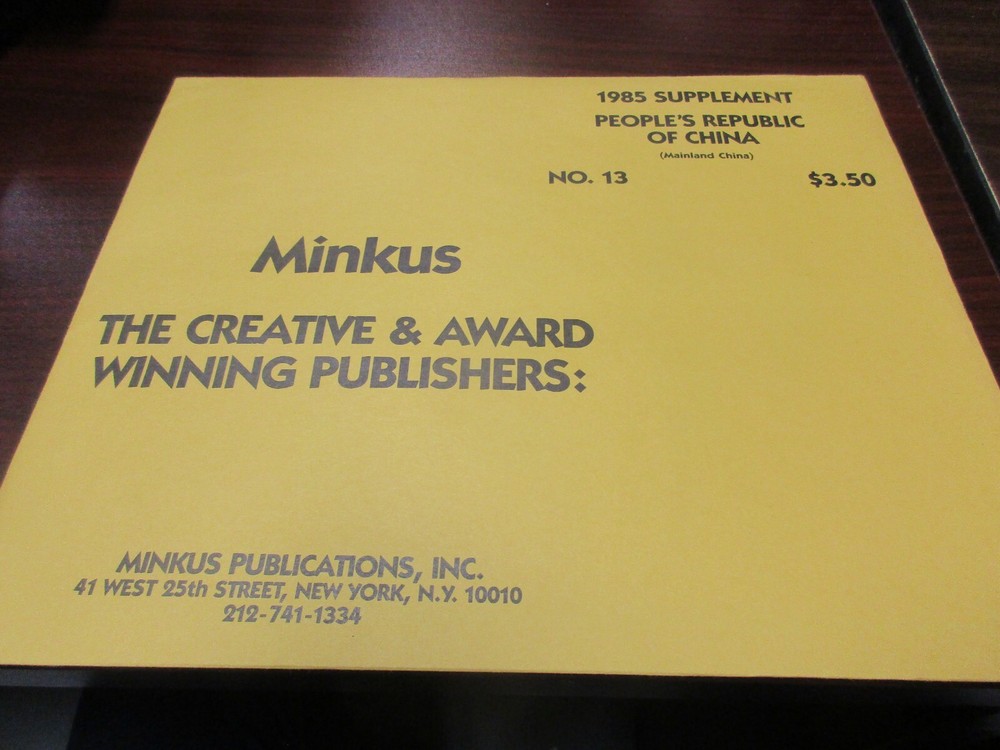 1985 SUPPLEMENT
PEOPLE'S REPUBLIC
OF CHINA
(Mainland China)
NO. 13 $3.50
Minkus
THE CREATIVE & AWARD
WINNING PUBLISHERS:
MINKUS PUBLICATIONS, INC.
41 WEST 25th STREET, NEW YORK, N.Y. 10010
212-741-1334